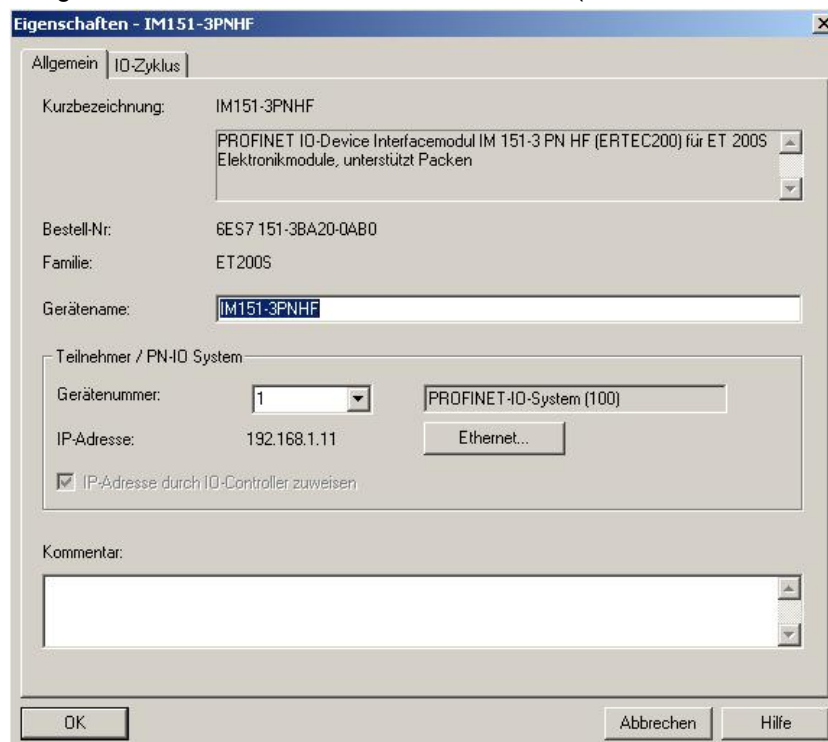 Eigenschaften - IM151-3PNHF
Allgemein IO-Zyklus
Kurzbezeichnung: IM151-3PNHF
PROFINET IO-Device Interfacemodul IM 151-3 PN HF (ERTEC200) für ET 200S
Elektronikmodule, unterstützt Packen
Bestell-Nr: 6ES7 151-3BA20-0AB0
Familie: ET200S
Gerätename: IM151-3PNHF
Teilnehmer / PN-IO System
Gerätenummer: 1 PROFINET-IO-System (100)
IP-Adresse: 192.168.1.11 Ethernet...
IP-Adresse durch IO-Controller zuweisen
Kommentar:
OK Abbrechen Hilfe